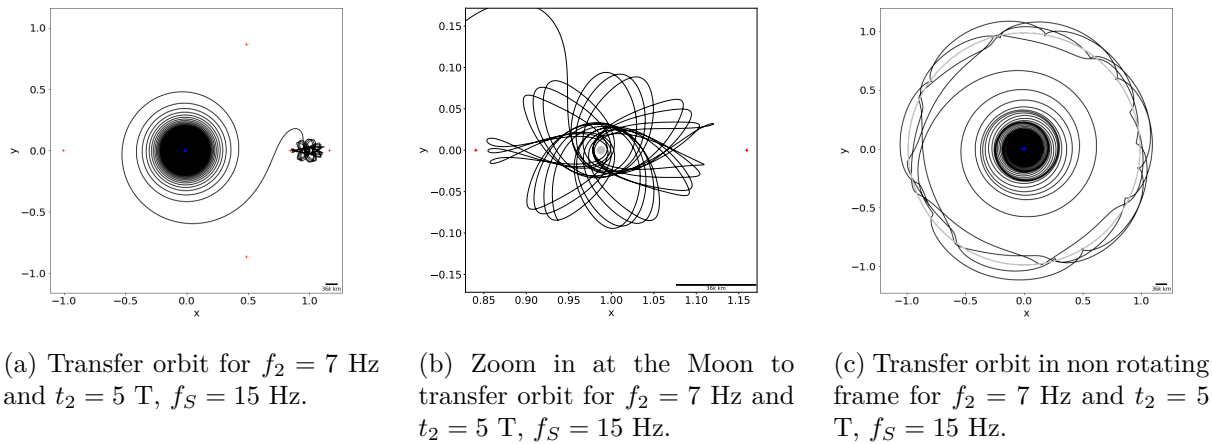 1.0
0.5
0.0
−0.5
−1.0
y
−1.0 −0.5 0.0 0.5 1.0
x
36k km
0.15
0.10
0.05
0.00
−0.05
−0.10
−0.15
y
0.85 0.90 0.95 1.00 1.05 1.10 1.15
x
36k km
1.0
0.5
0.0
−0.5
−1.0
y
−1.0 −0.5 0.0 0.5 1.0
x
36k km
(a) Transfer orbit for f₂ = 7 Hz
and t₂ = 5 T, f_S = 15 Hz.
(b) Zoom in at the Moon to
transfer orbit for f₂ = 7 Hz and
t₂ = 5 T, f_S = 15 Hz.
(c) Transfer orbit in non rotating
frame for f₂ = 7 Hz and t₂ = 5
T, f_S = 15 Hz.